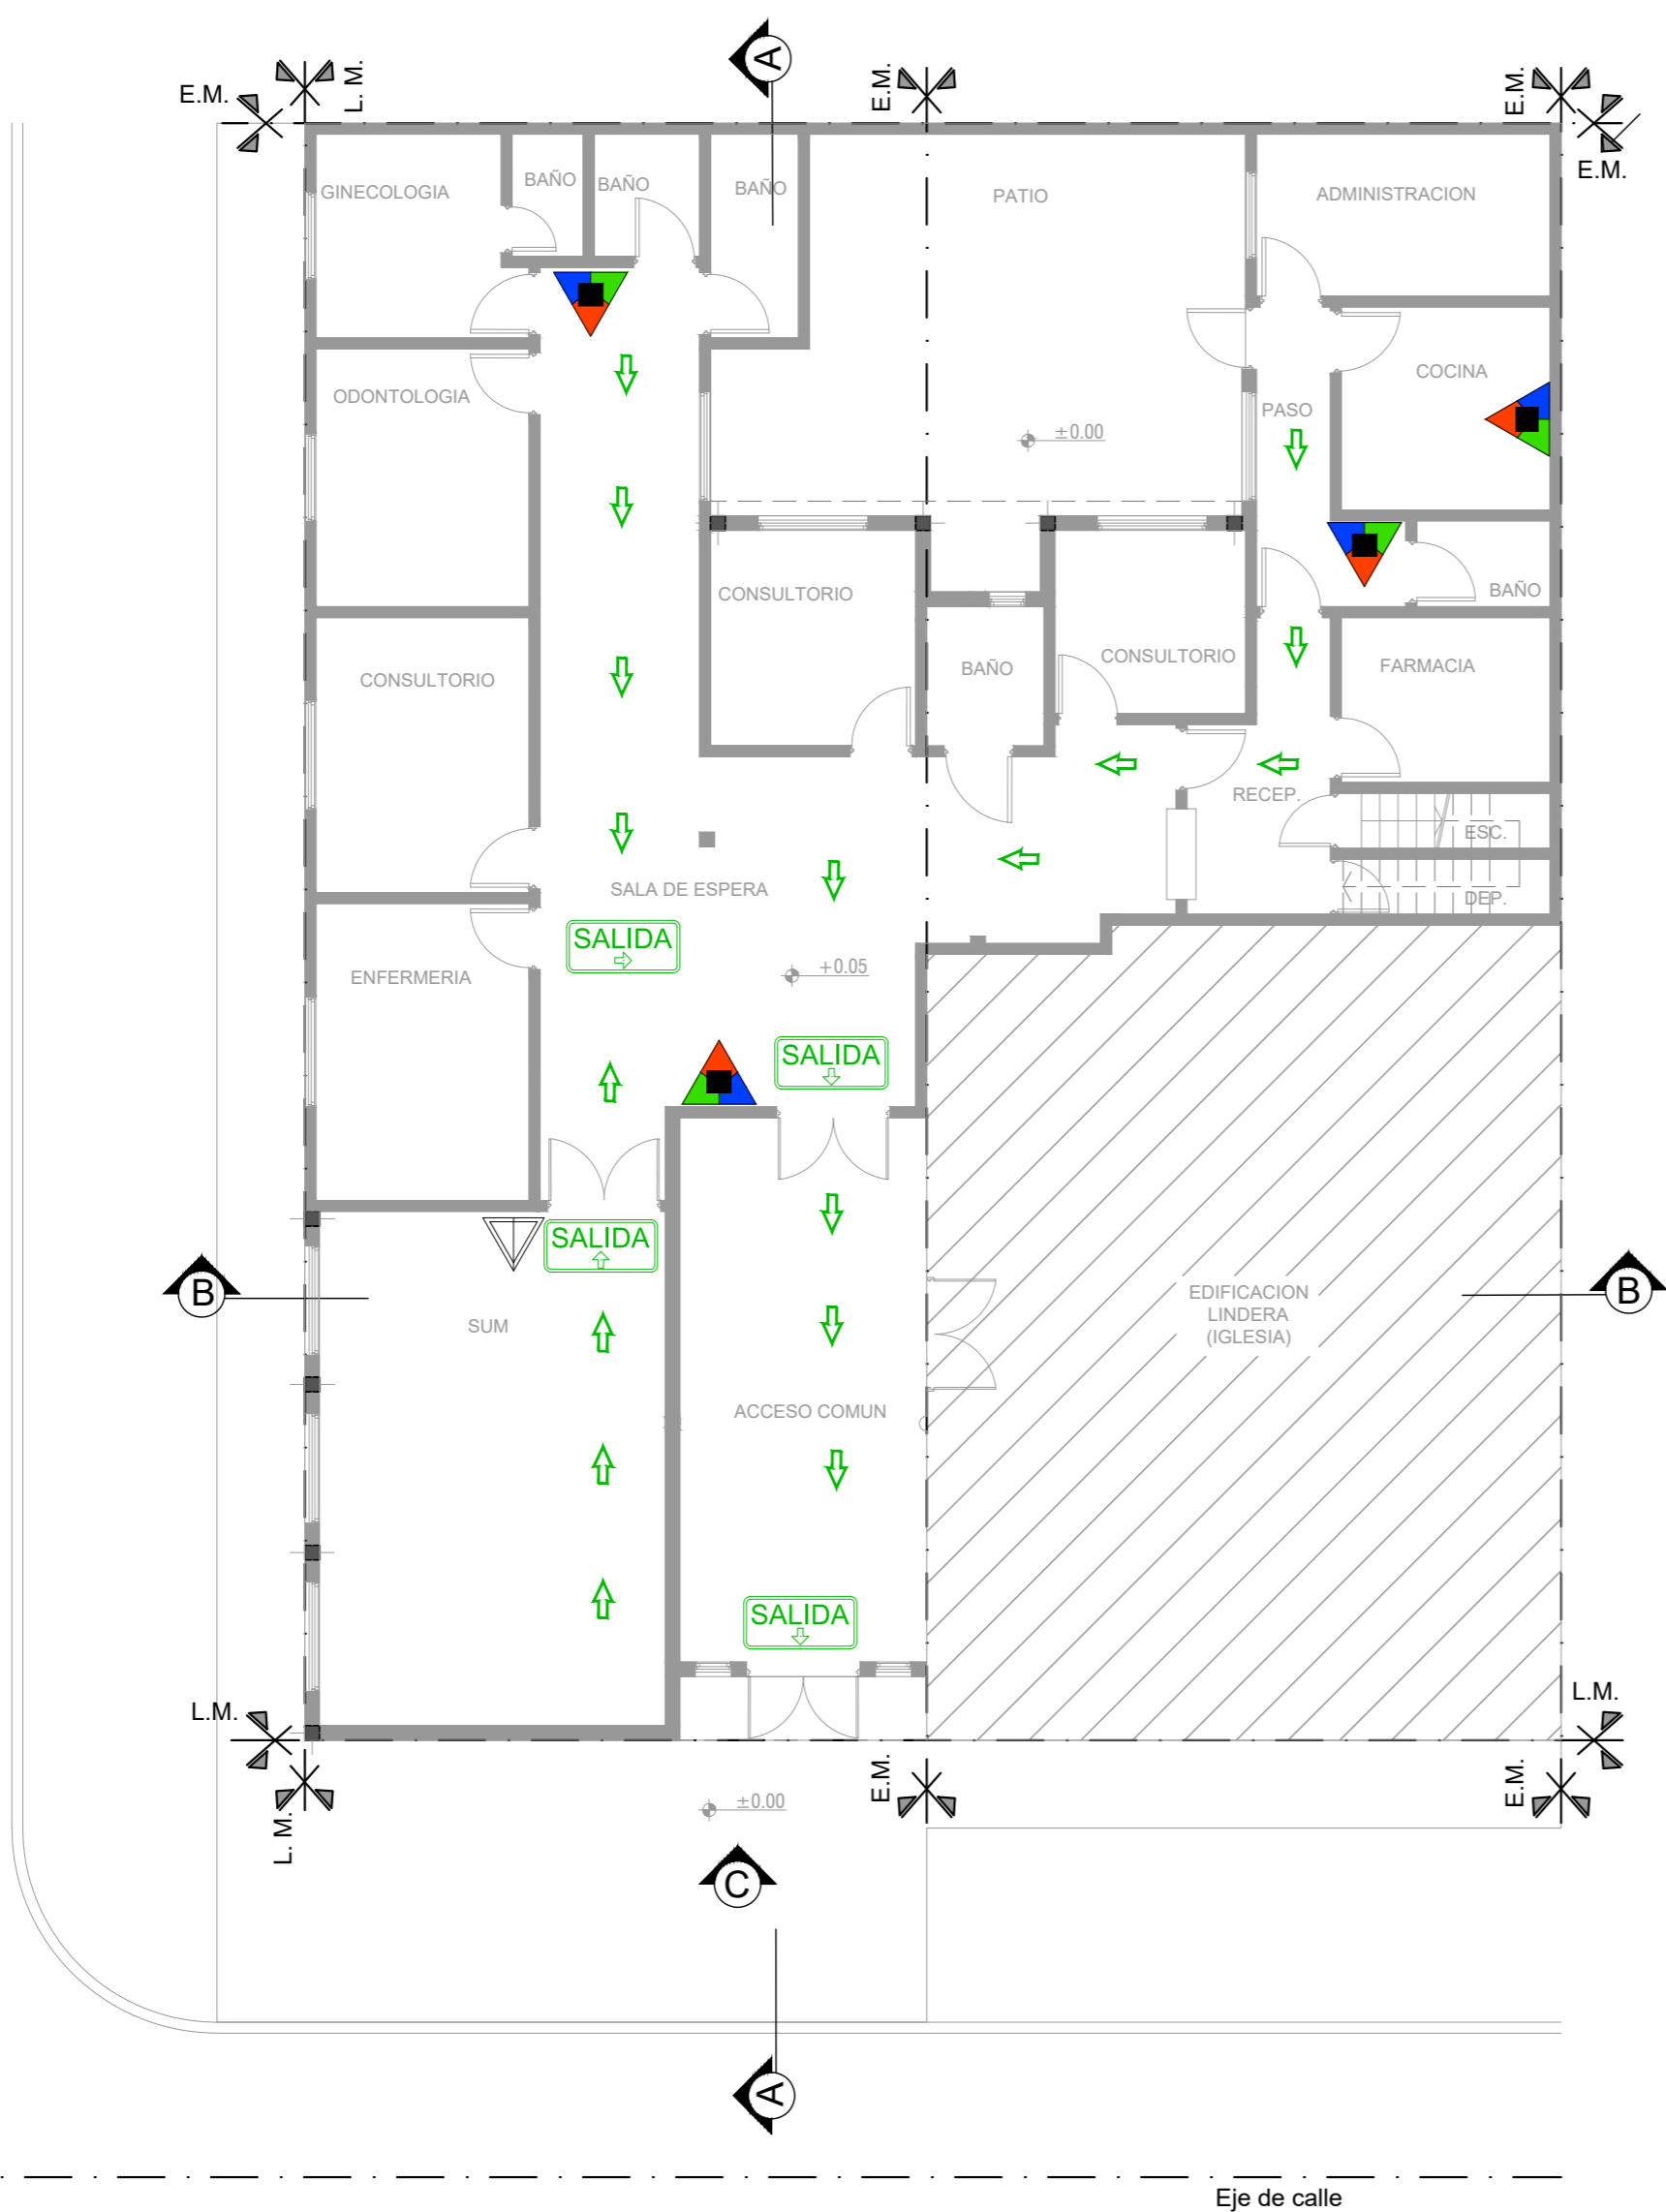 A
E.M.
L. M.
E.M.
E.M.
E.M.
GINECOLOGIA
BAÑO
BAÑO
BAÑO
PATIO
ADMINISTRACION
ODONTOLOGIA
COCINA
PASO
±0.00
CONSULTORIO
BAÑO
CONSULTORIO
BAÑO
CONSULTORIO
FARMACIA
RECEP.
ESC.
SALA DE ESPERA
DEP.
SALIDA
+0.05
ENFERMERIA
SALIDA
SALIDA
B
B
EDIFICACION
LINDERA
(IGLESIA)
SUM
ACCESO COMUN
SALIDA
L.M.
L.M.
L. M.
E.M.
E.M.
±0.00
C
A
Eje de calle